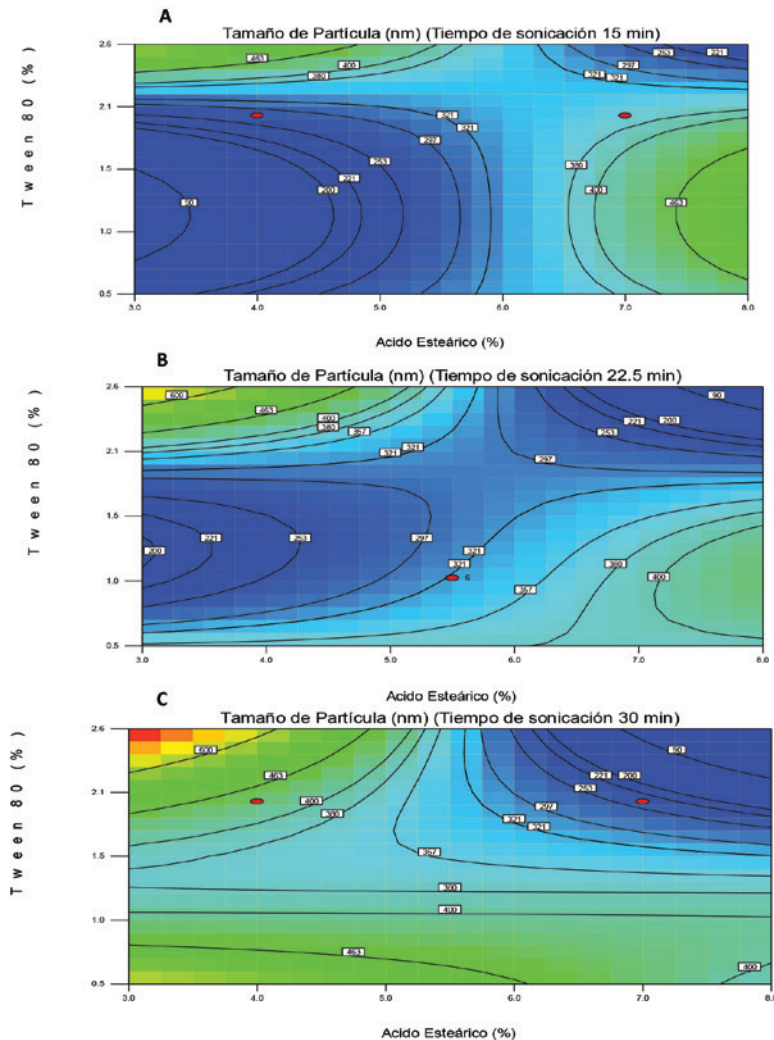 A
Tamaño de Partícula (nm) (Tiempo de sonicación 15 min)
Tween 80 (%)
2.6
2.1
1.5
1.0
0.5
460 400 380 321 297 253 221
321 321
321 321
297
253
221
200
90
380
400
463
3.0 4.0 5.0 6.0 7.0 8.0
Acido Esteárico (%)
B
Tamaño de Partícula (nm) (Tiempo de sonicación 22.5 min)
Tween 80 (%)
2.6
2.1
1.5
1.0
0.5
600 463 400 380 357 321 321
90 200 221 253 297
200 221 253 297 321
321
6
357 380 400
3.0 4.0 5.0 6.0 7.0 8.0
Acido Esteárico (%)
C
Tamaño de Partícula (nm) (Tiempo de sonicación 30 min)
Tween 80 (%)
2.6
2.1
1.5
1.0
0.5
600 463 400 380
90 200 221 253 297 321 321
357
380
400
463
400
3.0 4.0 5.0 6.0 7.0 8.0
Acido Esteárico (%)